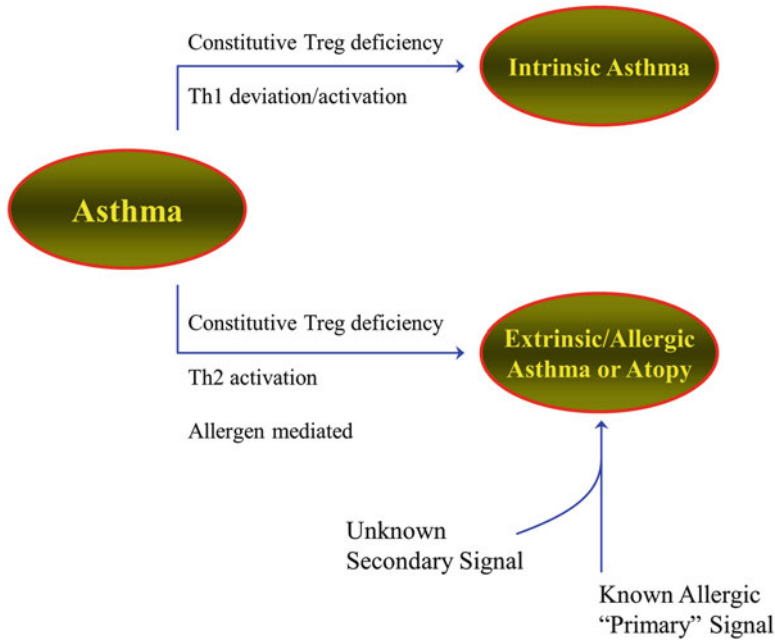 Constitutive Treg deficiency
Th1 deviation/activation
Intrinsic Asthma
Asthma
Constitutive Treg deficiency
Th2 activation
Allergen mediated
Extrinsic/Allergic
Asthma or Atopy
Unknown
Secondary Signal
Known Allergic
“Primary” Signal